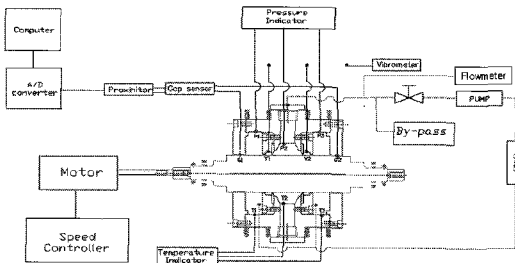 Pressure
Indicator
Computer
A/D
converter
Proximitor
Gap sensor
Vibrometer
Flowmeter
PUMP
By-pass
Motor
Speed
Controller
Temperature
Indicator